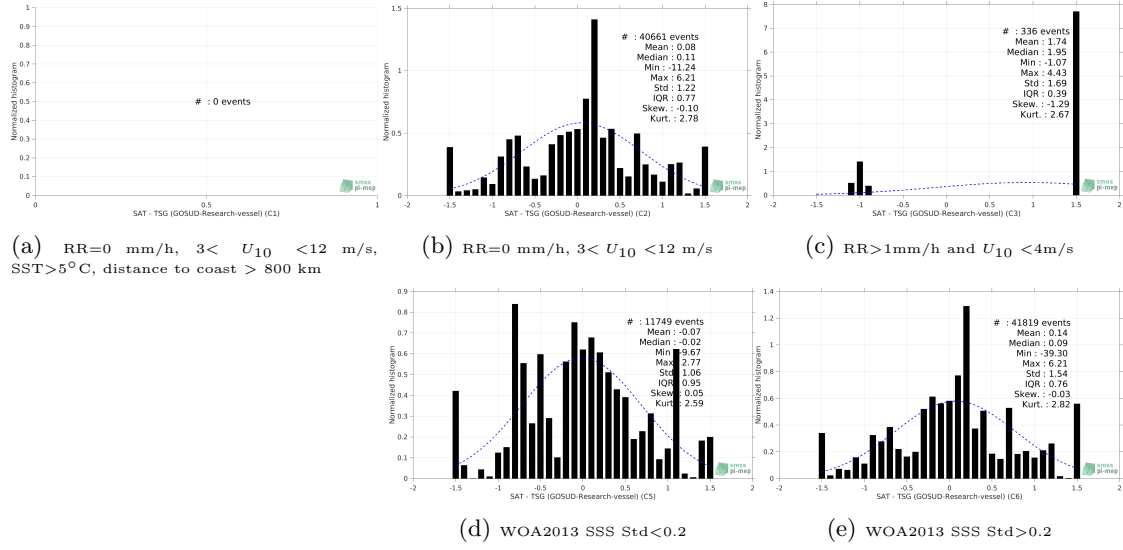 1
0.9
0.8
0.7
0.6
0.5
0.4
0.3
0.2
0.1
0
Normalized histogram
# : 0 events
0 0.5 1
SAT - TSG (GOSUD-Research-vessel) (C1)
smos
pi-mep
(a) RR=0 mm/h, 3< U10 <12 m/s,
SST>5°C, distance to coast > 800 km
1.5
1
0.5
0
Normalized histogram
# : 40661 events
Mean : 0.08
Median : 0.11
Min : -11.24
Max : 6.21
Std : 1.22
IQR : 0.77
Skew. : -0.10
Kurt. : 2.78
-2 -1.5 -1 -0.5 0 0.5 1 1.5 2
SAT - TSG (GOSUD-Research-vessel) (C2)
smos
pi-mep
(b) RR=0 mm/h, 3< U10 <12 m/s
8
7
6
5
4
3
2
1
0
Normalized histogram
# : 336 events
Mean : 1.74
Median : 1.95
Min : -1.07
Max : 4.43
Std : 1.69
IQR : 0.39
Skew. : -1.29
Kurt. : 2.67
-2 -1.5 -1 -0.5 0 0.5 1 1.5 2
SAT - TSG (GOSUD-Research-vessel) (C3)
smos
pi-mep
(c) RR>1mm/h and U10 <4m/s
0.9
0.8
0.7
0.6
0.5
0.4
0.3
0.2
0.1
0
Normalized histogram
# : 11749 events
Mean : -0.07
Median : -0.02
Min : -9.67
Max : 2.77
Std : 1.06
IQR : 0.95
Skew. : 0.05
Kurt. : 2.59
-2 -1.5 -1 -0.5 0 0.5 1 1.5 2
SAT - TSG (GOSUD-Research-vessel) (C5)
smos
pi-mep
(d) WOA2013 SSS Std<0.2
1.4
1.2
1
0.8
0.6
0.4
0.2
0
Normalized histogram
# : 41819 events
Mean : 0.14
Median : 0.09
Min : -39.30
Max : 6.21
Std : 1.54
IQR : 0.76
Skew. : -0.03
Kurt. : 2.82
-2 -1.5 -1 -0.5 0 0.5 1 1.5 2
SAT - TSG (GOSUD-Research-vessel) (C6)
smos
pi-mep
(e) WOA2013 SSS Std>0.2